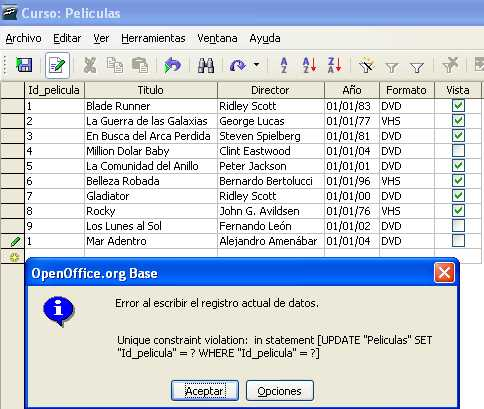 Curso: Peliculas
Archivo Editar Ver Herramientas Ventana Ayuda
Id_pelicula Título Director Año Formato Vista
1 Blade Runner Ridley Scott 01/01/83 DVD
2 La Guerra de las Galaxias George Lucas 01/01/77 VHS
3 En Busca del Arca Perdida Steven Spielberg 01/01/81 DVD
4 Million Dolar Baby Clint Eastwood 01/01/04 DVD
5 La Comunidad del Anillo Peter Jackson 01/01/01 DVD
6 Belleza Robada Bernardo Bertolucci 01/01/96 VHS
7 Gladiator Ridley Scott 01/01/00 DVD
8 Rocky John G. Avildsen 01/01/76 VHS
9 Los Lunes al Sol Fernando León 01/01/02 DVD
1 Mar Adentro Alejandro Amenábar 01/01/04 DVD
OpenOffice.org Base
Error al escribir el registro actual de datos.
Unique constraint violation: in statement [UPDATE "Peliculas" SET
"Id_pelicula" = ? WHERE "Id_pelicula" = ?]
Aceptar Opciones